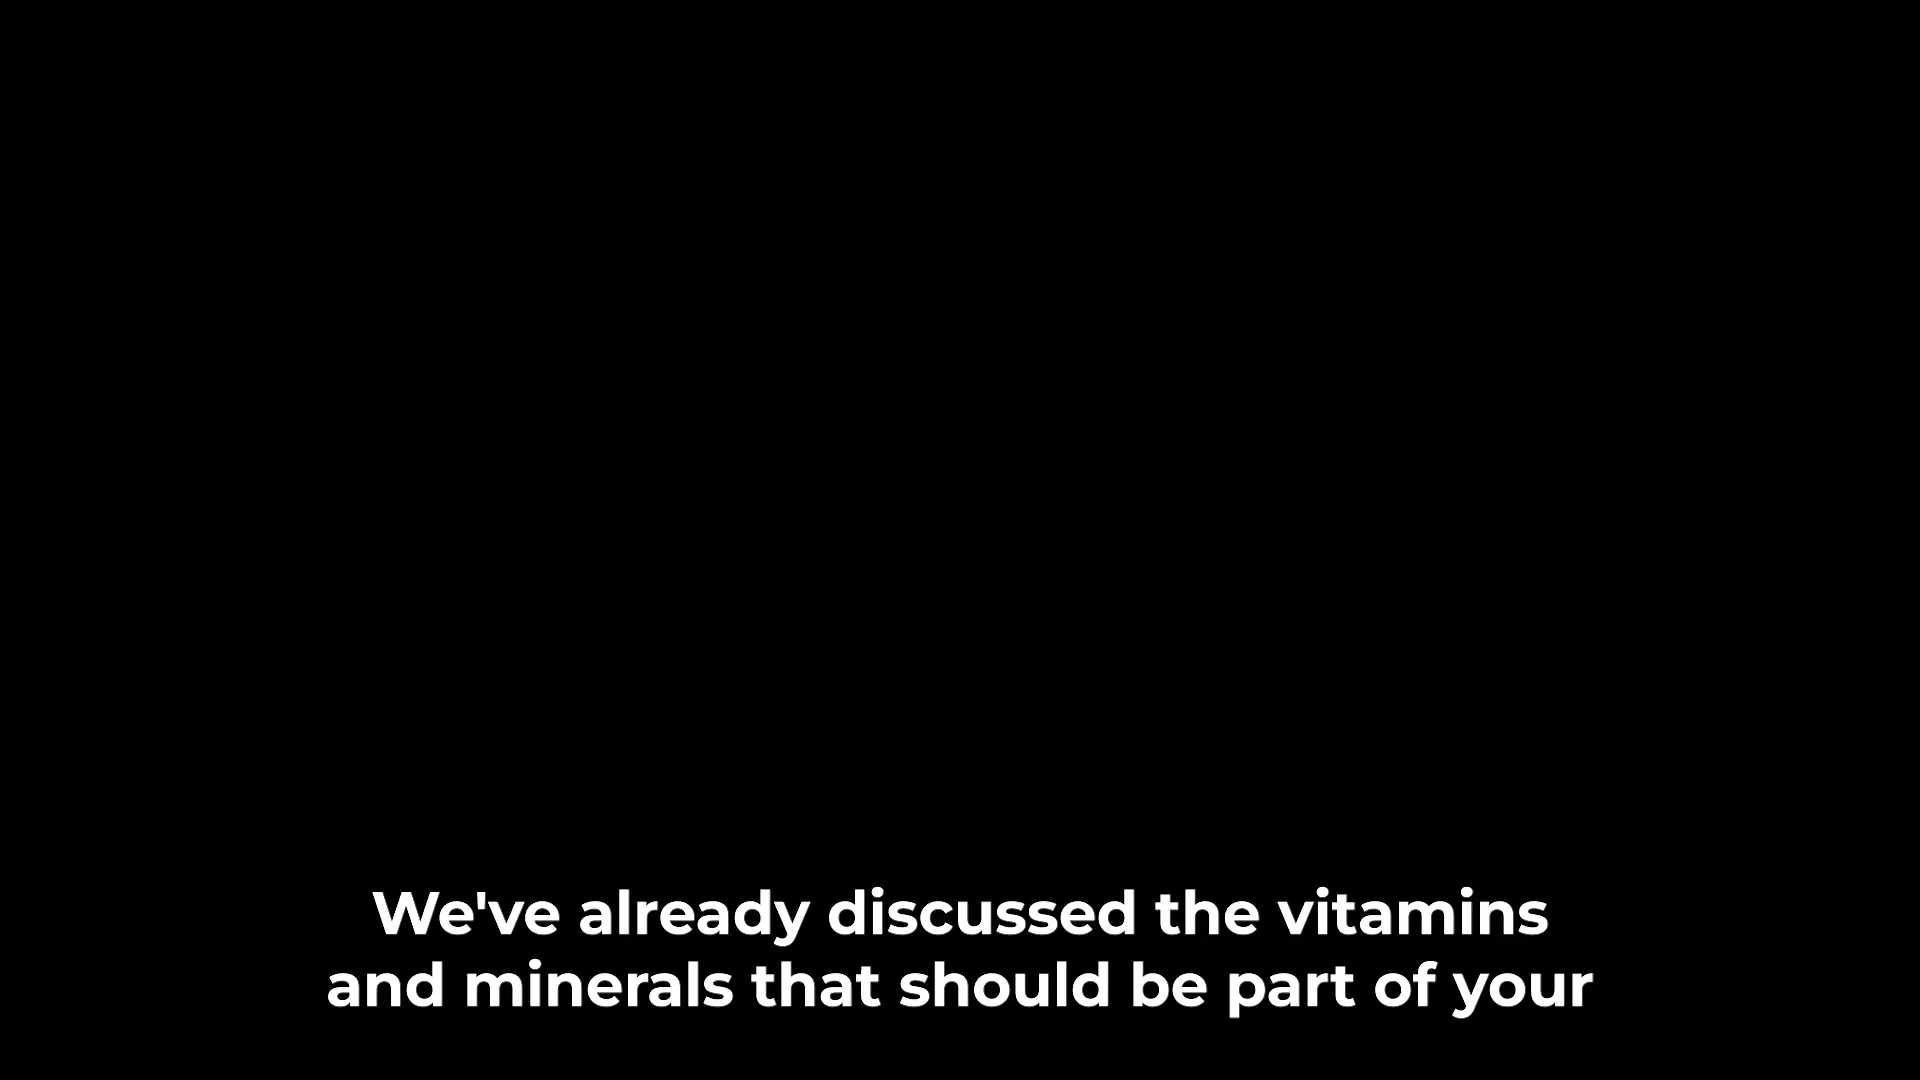 We've already discussed the vitamins
and minerals that should be part of your